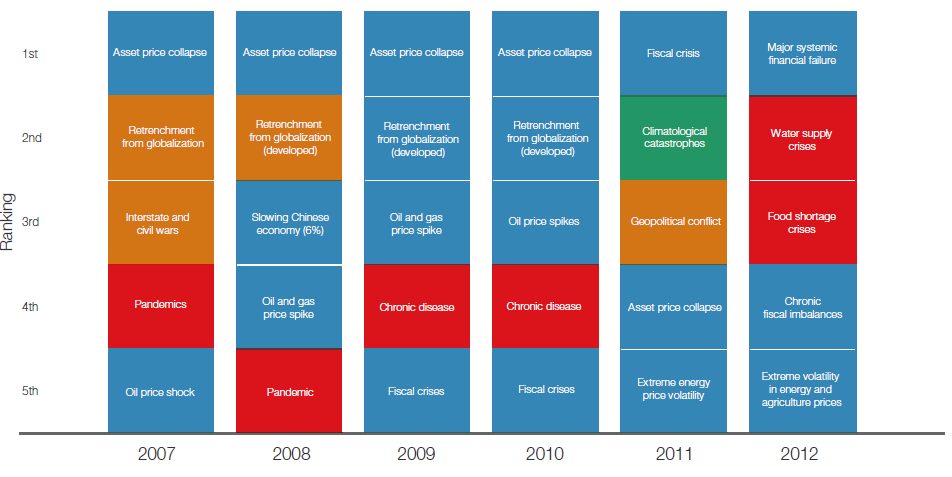 1st
Asset price collapse
Asset price collapse
Asset price collapse
Asset price collapse
Fiscal crisis
Major systemic
financial failure
2nd
Retrenchment
from globalization
Retrenchment
from globalization
(developed)
Retrenchment
from globalization
(developed)
Retrenchment
from globalization
(developed)
Climatological
catastrophes
Water supply
crises
Ranking
3rd
Interstate and
civil wars
Slowing Chinese
economy (6%)
Oil and gas
price spike
Oil price spikes
Geopolitical conflict
Food shortage
crises
4th
Pandemics
Oil and gas
price spike
Chronic disease
Chronic disease
Asset price collapse
Chronic
fiscal imbalances
5th
Oil price shock
Pandemic
Fiscal crises
Fiscal crises
Extreme energy
price volatility
Extreme volatility
in energy and
agriculture prices
2007
2008
2009
2010
2011
2012